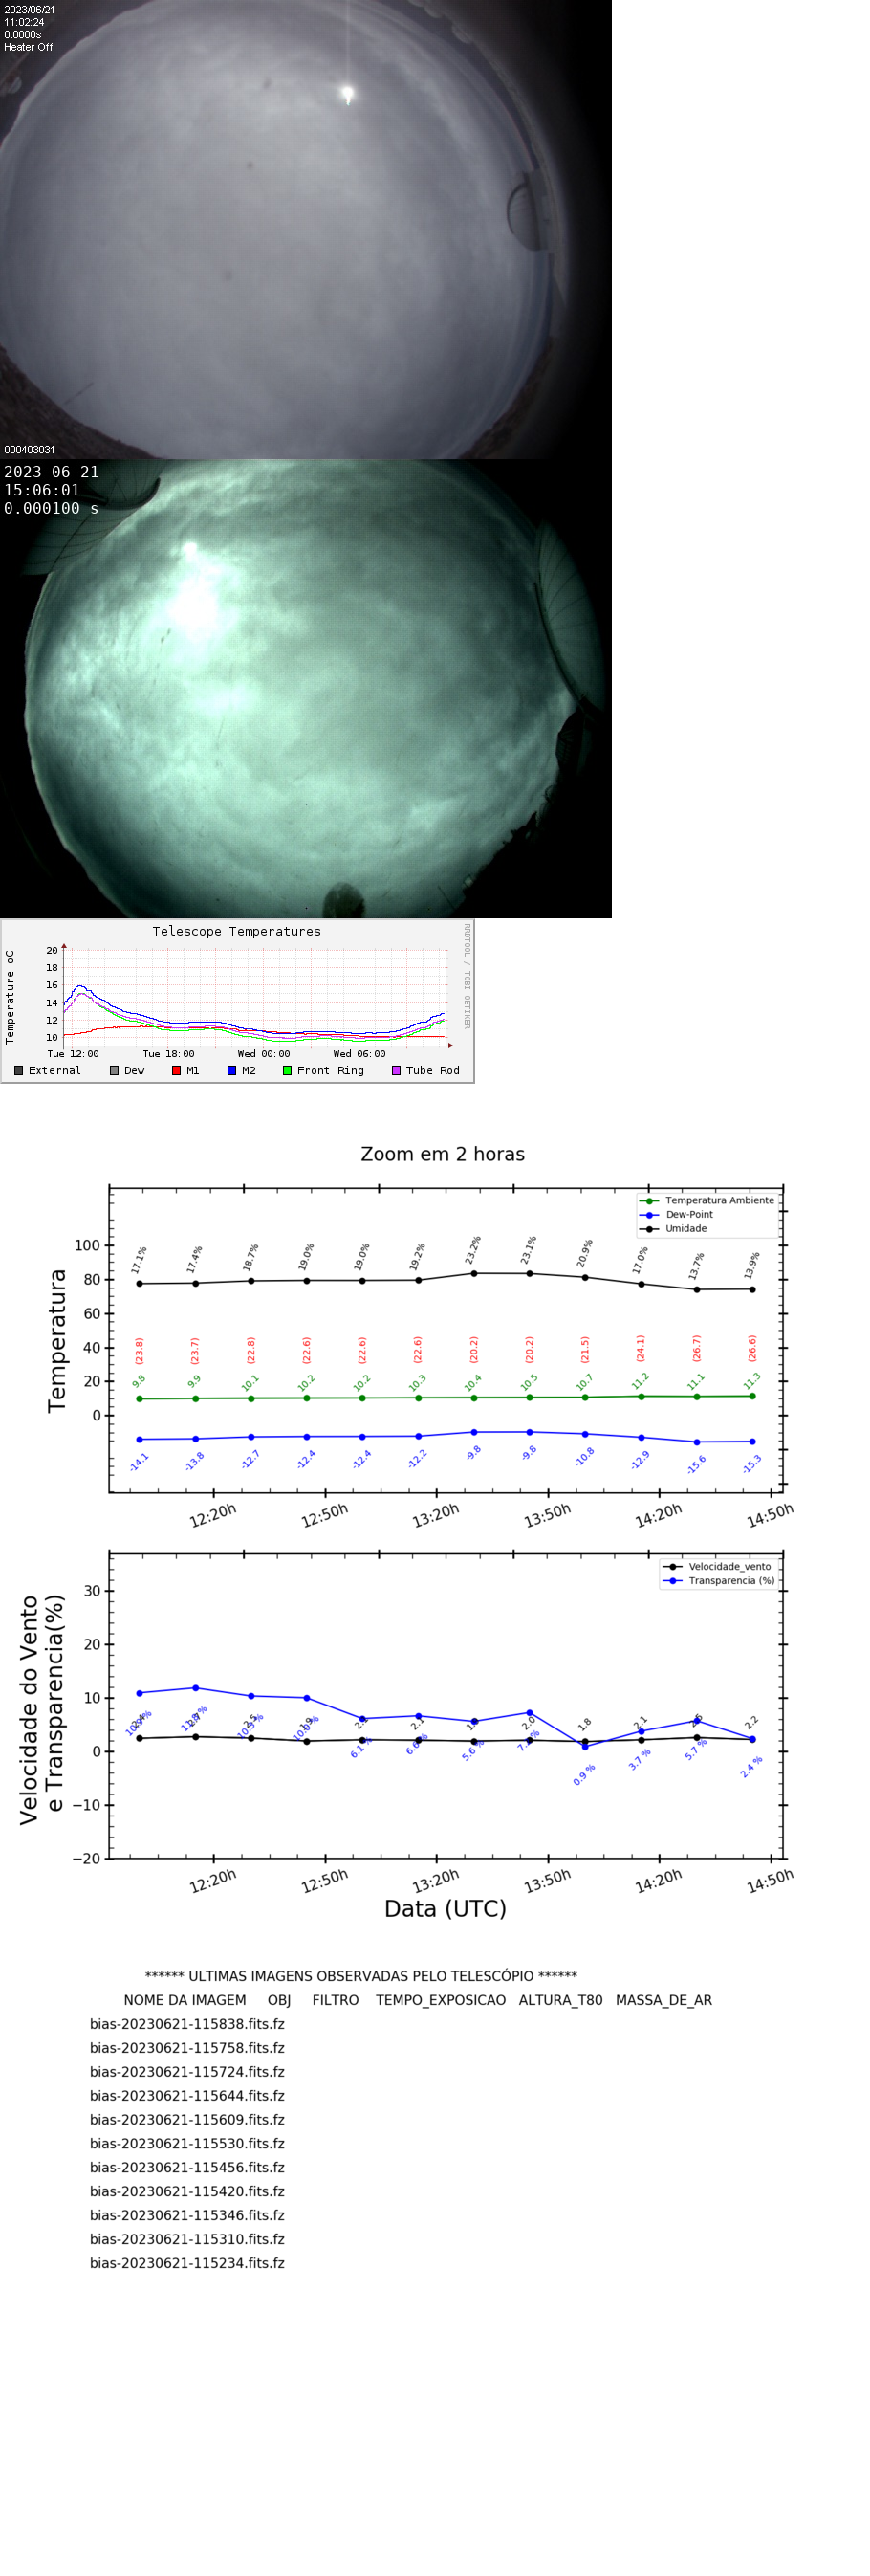 2023/06/21
11:02:24
0.0000s
Heater Off
000403031
2023-06-21
15:06:01
0.000100 s
Telescope Temperatures
RRDTOOL / TOBI OETIKER
Temperature oC
20
18
16
14
12
10
Tue 12:00 Tue 18:00 Wed 00:00 Wed 06:00
External Dew M1 M2 Front Ring Tube Rod
Zoom em 2 horas
Temperatura Ambiente
Dew-Point
Umidade
Temperatura
100
80
60
40
20
0
17.1% 17.4% 18.7% 19.0% 19.0% 19.2% 23.2% 23.1% 20.9% 17.0% 13.7% 13.9%
(23.8) (23.7) (22.8) (22.6) (22.6) (22.6) (20.2) (20.2) (21.5) (24.1) (26.7) (26.6)
9.8 9.9 10.1 10.2 10.2 10.3 10.4 10.5 10.7 11.2 11.1 11.3
-14.1 -13.8 -12.7 -12.4 -12.4 -12.2 -9.8 -9.8 -10.8 -12.9 -15.6 -15.3
12:20h 12:50h 13:20h 13:50h 14:20h 14:50h
Velocidade_vento
Transparencia (%)
Velocidade do Vento
e Transparencia(%)
30
20
10
0
−10
−20
2.1 2.0 1.8 2.1 2.2
6.1 % 5.6 % 0.9 % 3.7 % 5.7 % 2.4 %
12:20h 12:50h 13:20h 13:50h 14:20h 14:50h
Data (UTC)
****** ULTIMAS IMAGENS OBSERVADAS PELO TELESCÓPIO ******
NOME DA IMAGEM OBJ FILTRO TEMPO_EXPOSICAO ALTURA_T80 MASSA_DE_AR
bias-20230621-115838.fits.fz
bias-20230621-115758.fits.fz
bias-20230621-115724.fits.fz
bias-20230621-115644.fits.fz
bias-20230621-115609.fits.fz
bias-20230621-115530.fits.fz
bias-20230621-115456.fits.fz
bias-20230621-115420.fits.fz
bias-20230621-115346.fits.fz
bias-20230621-115310.fits.fz
bias-20230621-115234.fits.fz